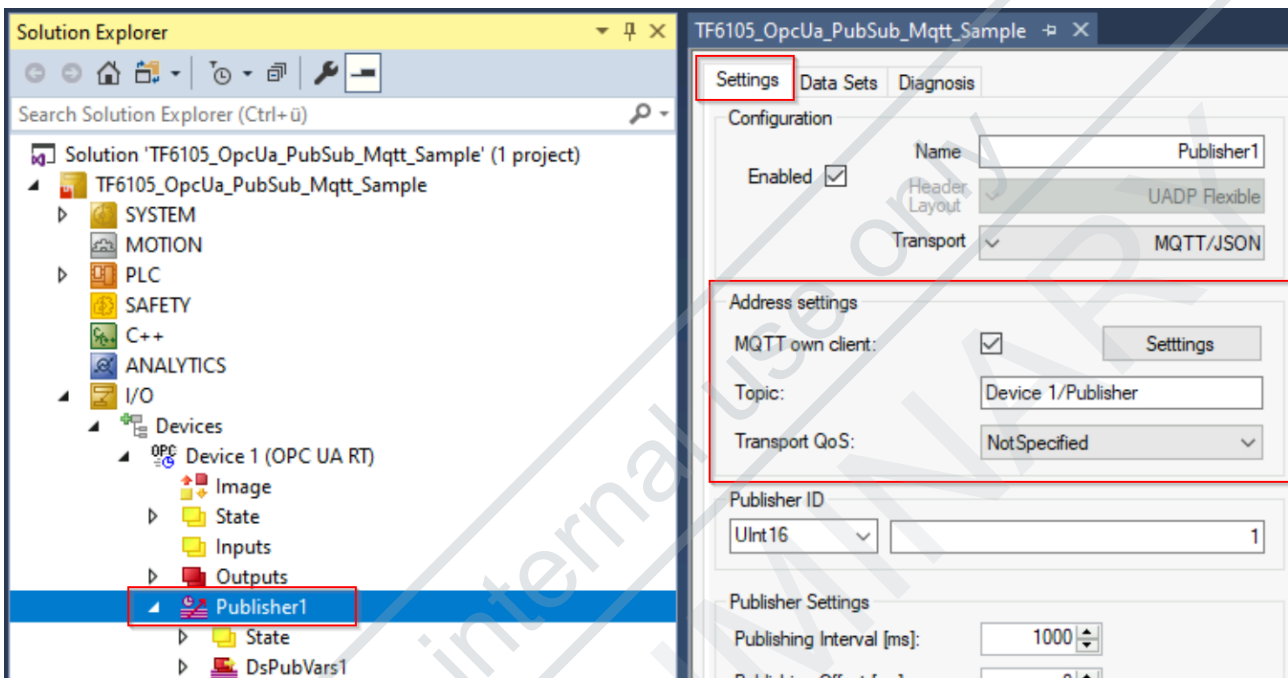 Solution Explorer
Search Solution Explorer (Ctrl+ü)
Solution 'TF6105_OpcUa_PubSub_Mqtt_Sample' (1 project)
TF6105_OpcUa_PubSub_Mqtt_Sample
SYSTEM
MOTION
PLC
SAFETY
C++
ANALYTICS
I/O
Devices
Device 1 (OPC UA RT)
Image
State
Inputs
Outputs
Publisher1
State
DsPubVars1
TF6105_OpcUa_PubSub_Mqtt_Sample
Settings Data Sets Diagnosis
Configuration
Name Publisher1
Enabled
Header Layout UADP Flexible
Transport MQTT/JSON
Address settings
MQTT own client: Setttings
Topic: Device 1/Publisher
Transport QoS: NotSpecified
Publisher ID
UInt16 1
Publisher Settings
Publishing Interval [ms]: 1000
internal use only